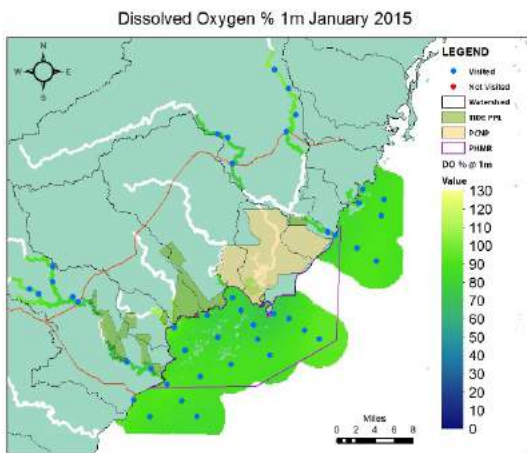 Dissolved Oxygen % 1m January 2015
N
W E
S
LEGEND
Visited
Not Visited
Watershed
TIDE PPL
PCNP
PHMR
DO % @ 1m
Value
130
120
110
100
90
80
70
60
50
40
30
20
10
0
Miles
0 2 4 6 8